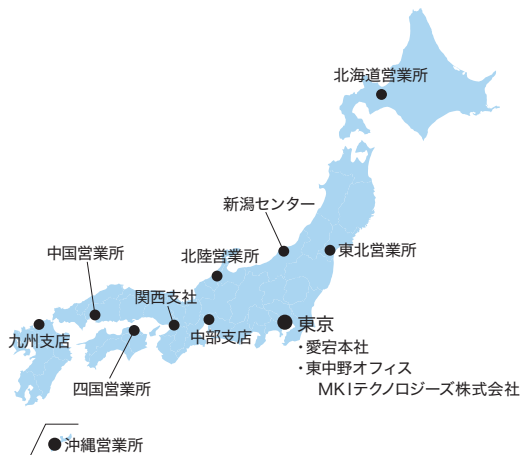 北海道営業所
新潟センター
東北営業所
北陸営業所
中国営業所
関西支社
東京
・愛宕本社
・東中野オフィス
MKIテクノロジーズ株式会社
中部支店
九州支店
四国営業所
沖縄営業所